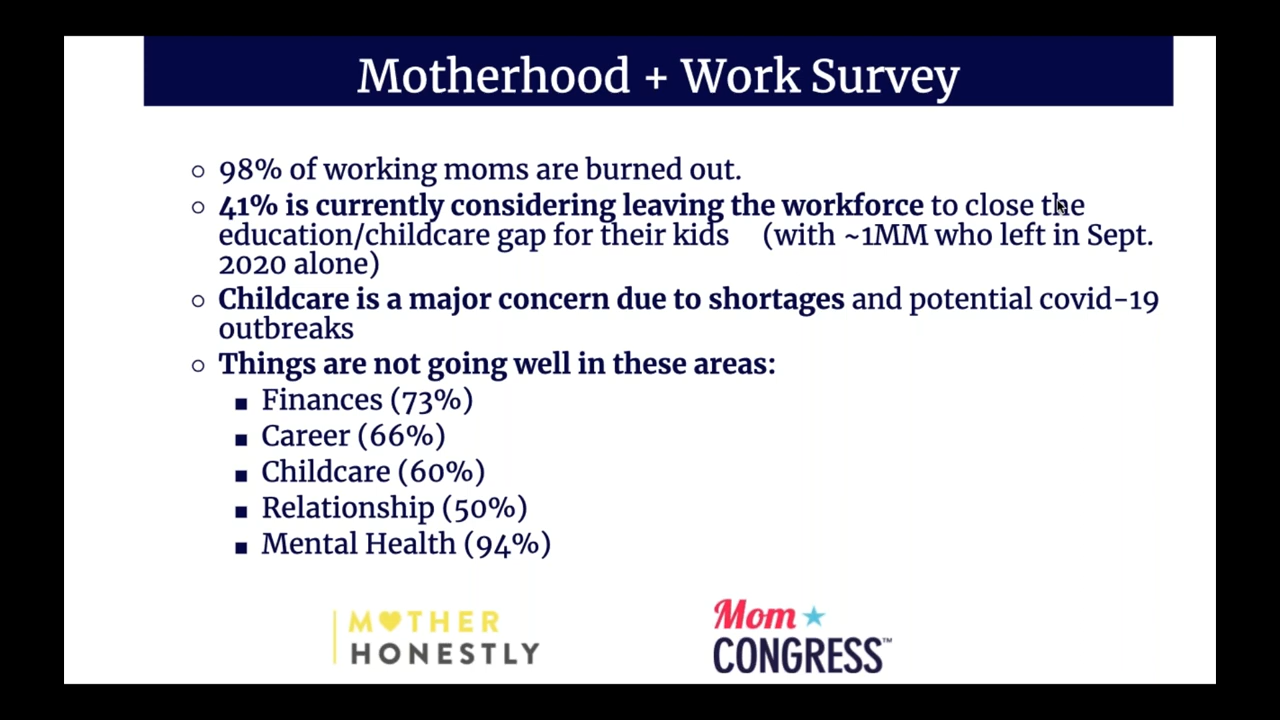 Motherhood + Work Survey
98% of working moms are burned out.
41% is currently considering leaving the workforce to close the
education/childcare gap for their kids (with ~1MM who left in Sept.
2020 alone)
Childcare is a major concern due to shortages and potential covid-19
outbreaks
Things are not going well in these areas:
Finances (73%)
Career (66%)
Childcare (60%)
Relationship (50%)
Mental Health (94%)
MOTHER
HONESTLY
Mom
CONGRESS™